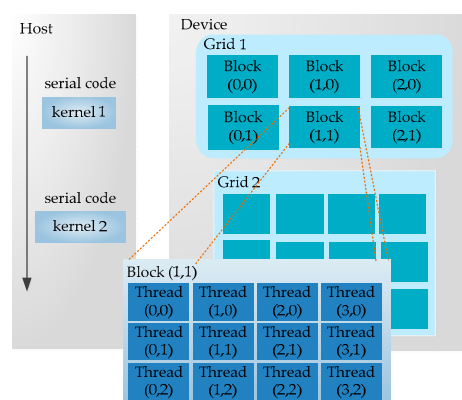 Host
serial code
kernel 1
serial code
kernel 2
Device
Grid 1
Block
(0,0)
Block
(1,0)
Block
(2,0)
Block
(0,1)
Block
(1,1)
Block
(2,1)
Grid 2
Block (1,1)
Thread
(0,0)
Thread
(1,0)
Thread
(2,0)
Thread
(3,0)
Thread
(0,1)
Thread
(1,1)
Thread
(2,1)
Thread
(3,1)
Thread
(0,2)
Thread
(1,2)
Thread
(2,2)
Thread
(3,2)